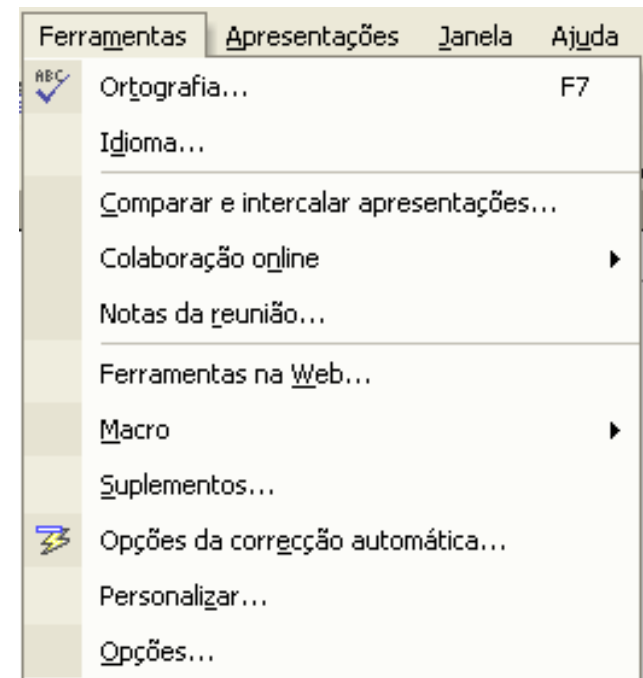 Ferramentas Apresentações Janela Ajuda
ABC Ortografia... F7
Idioma...
Comparar e intercalar apresentações...
Colaboração online
Notas da reunião...
Ferramentas na Web...
Macro
Suplementos...
Opções da correcção automática...
Personalizar...
Opções...